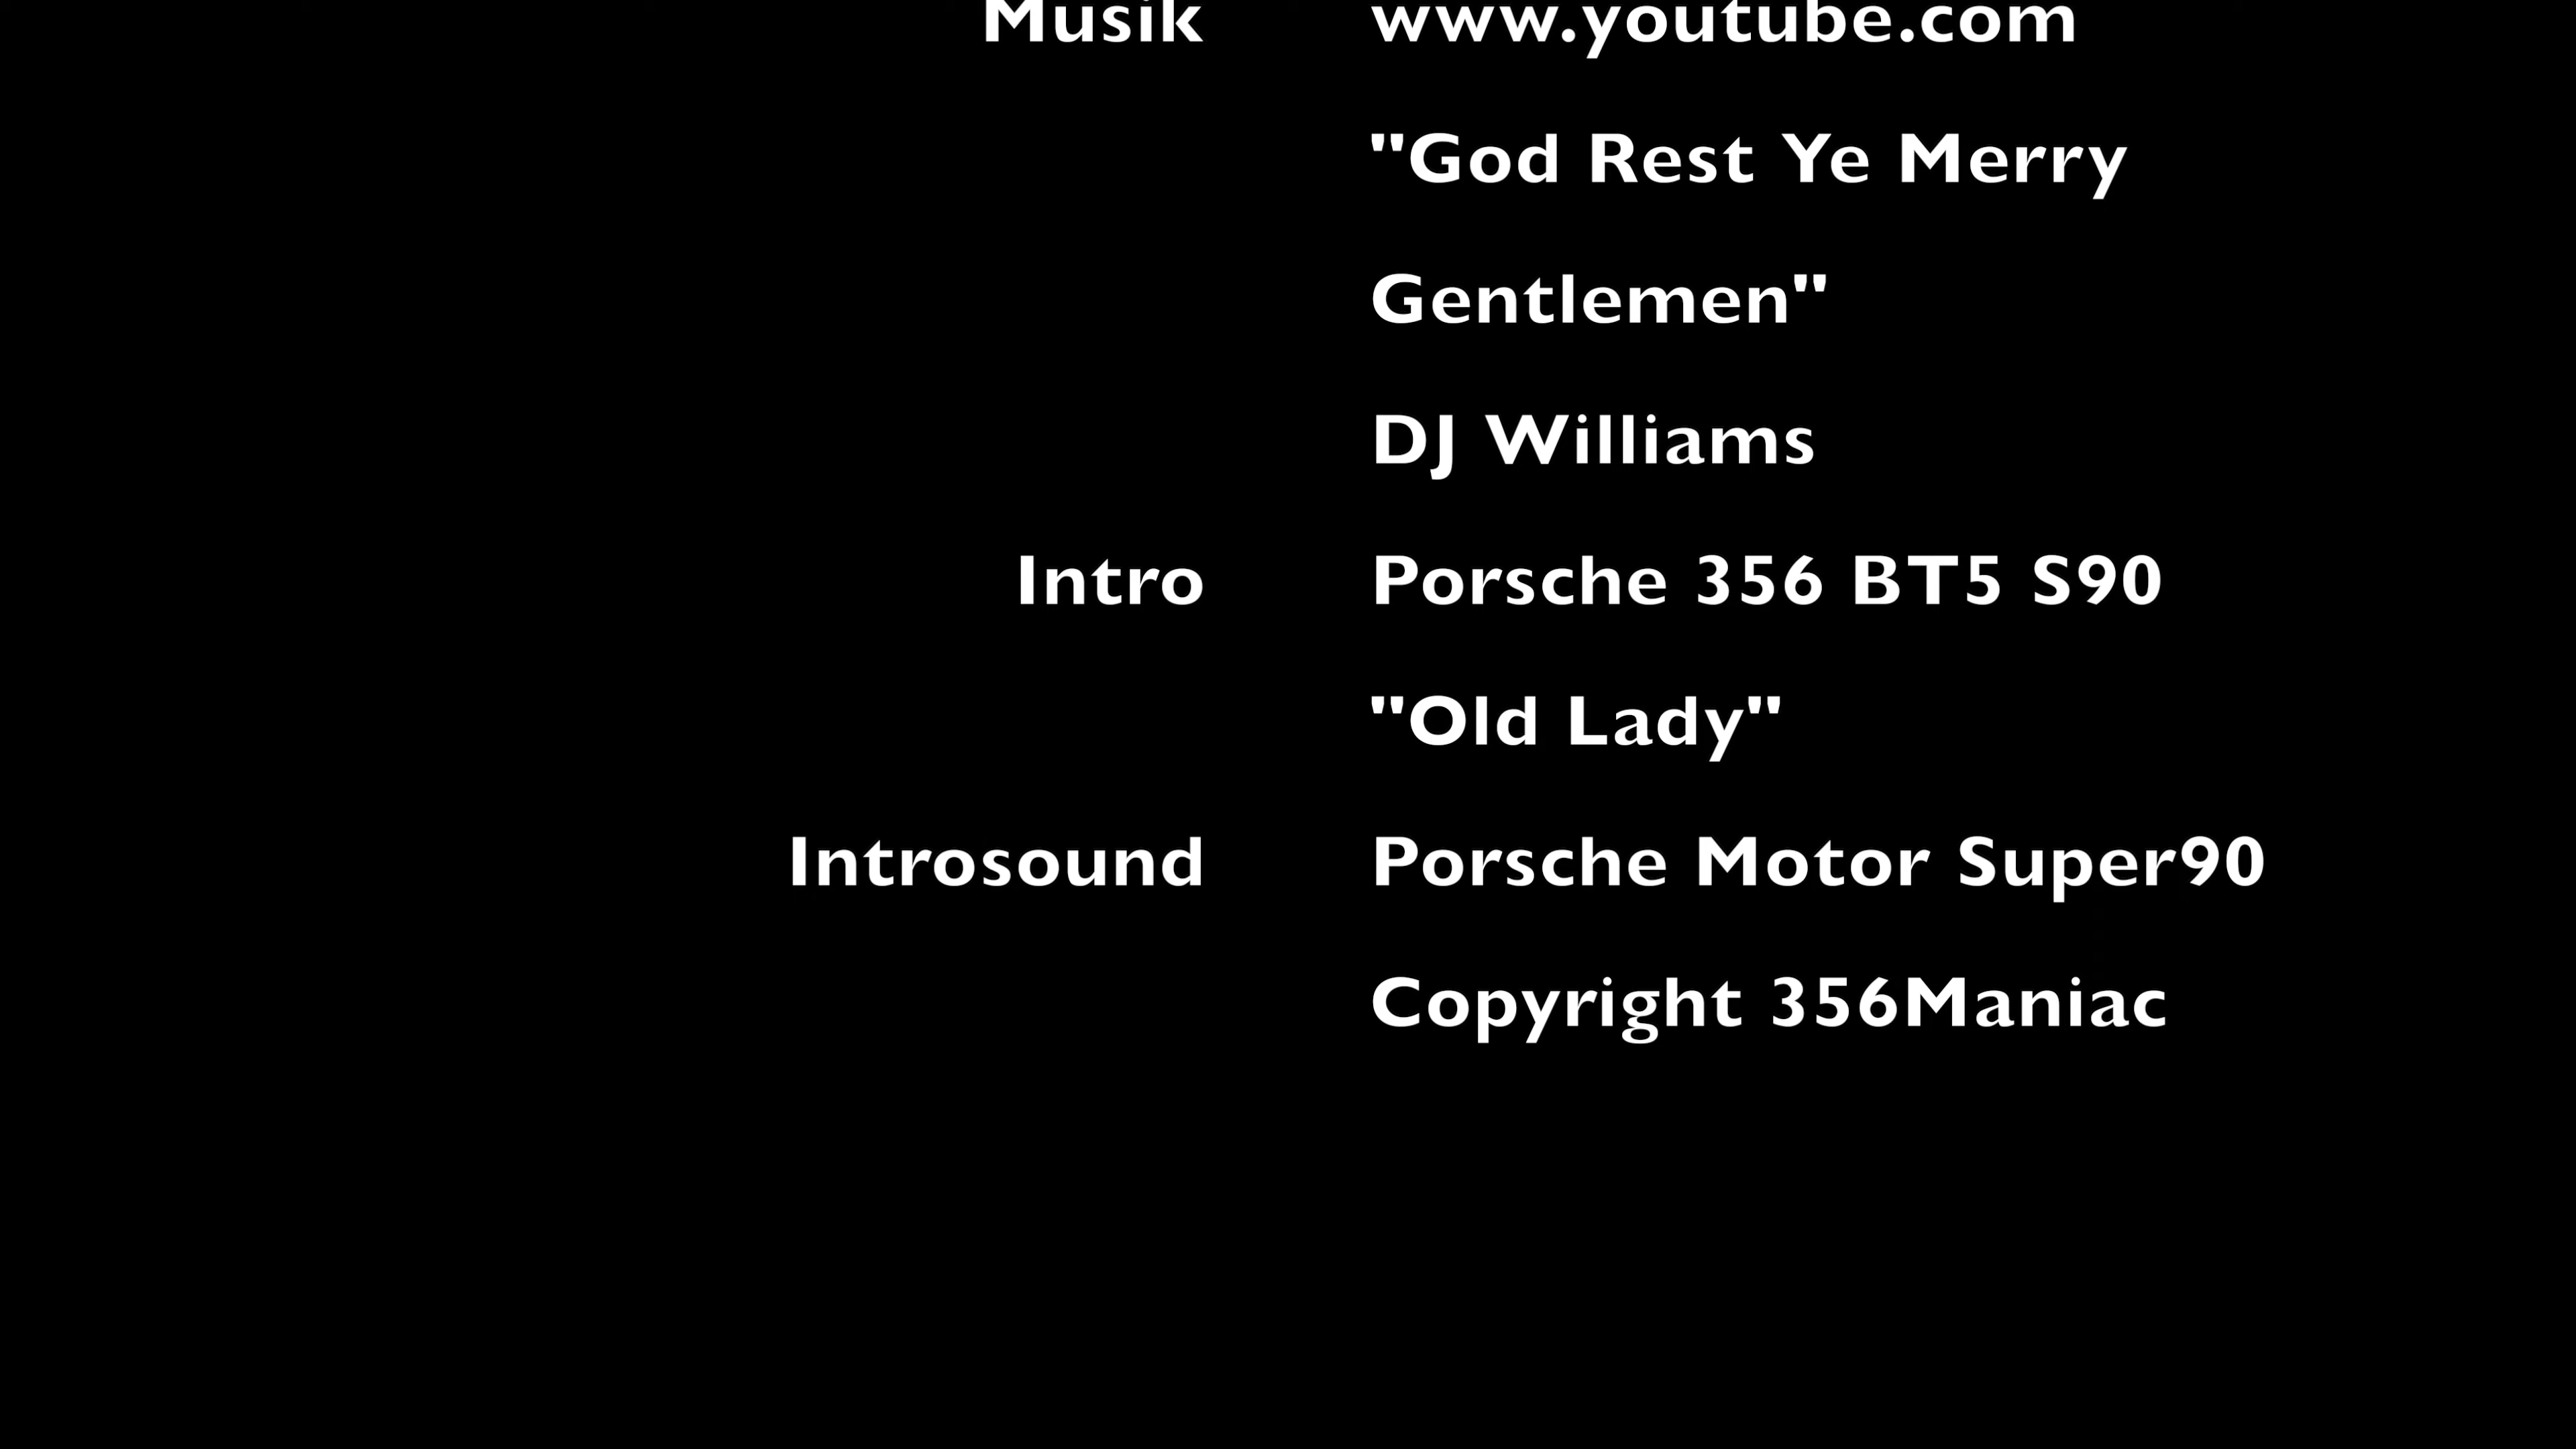 Musik www.youtube.com
"God Rest Ye Merry
Gentlemen"
DJ Williams
Intro Porsche 356 BT5 S90
"Old Lady"
Introsound Porsche Motor Super90
Copyright 356Maniac